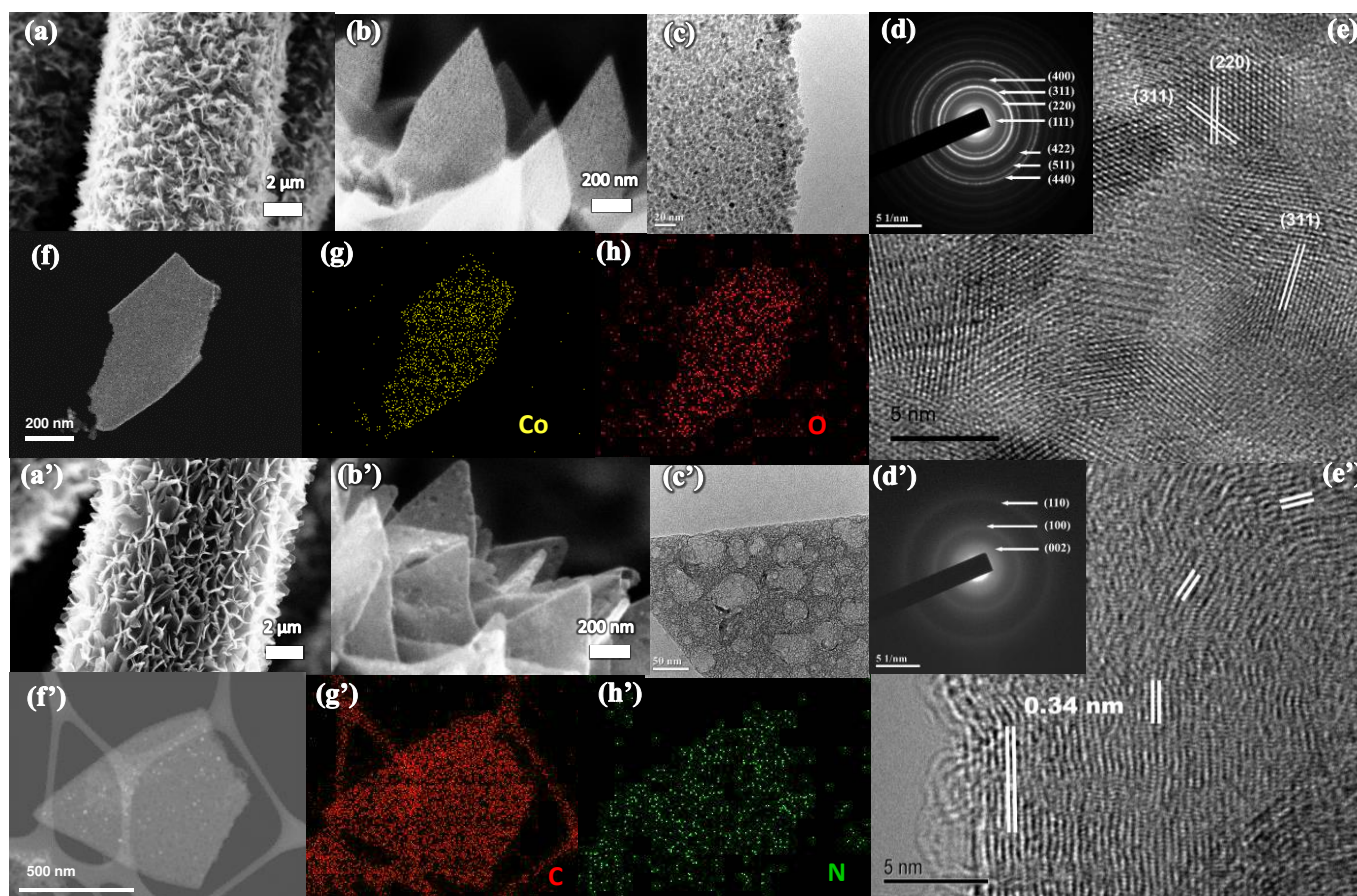 (a)
2 µm
(b)
200 nm
(c)
20 nm
(d)
(400)
(311)
(220)
(111)
(422)
(511)
(440)
5 1/nm
(e)
(220)
(311)
(311)
5 nm
(f)
200 nm
(g)
Co
(h)
O
(a’)
2 µm
(b’)
200 nm
(c’)
50 nm
(d’)
(110)
(100)
(002)
5 1/nm
(e’)
0.34 nm
5 nm
(f’)
500 nm
(g’)
C
(h’)
N